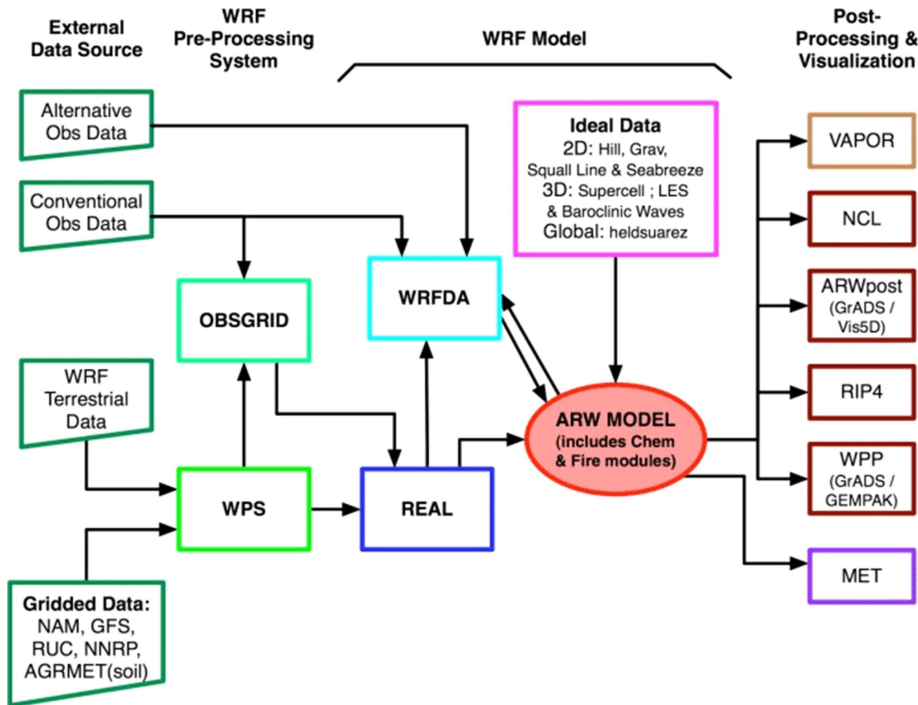 External
Data Source
WRF
Pre-Processing
System
WRF Model
Post-
Processing &
Visualization
Alternative
Obs Data
Conventional
Obs Data
WRF
Terrestrial
Data
Gridded Data:
NAM, GFS,
RUC, NNRP,
AGRMET(soil)
OBSGRID
WPS
WRFDA
REAL
Ideal Data
2D: Hill, Grav,
Squall Line & Seabreeze
3D: Supercell ; LES
& Baroclinic Waves
Global: heldsuarez
ARW MODEL
(includes Chem
& Fire modules)
VAPOR
NCL
ARWpost
(GrADS /
Vis5D)
RIP4
WPP
(GrADS /
GEMPAK)
MET